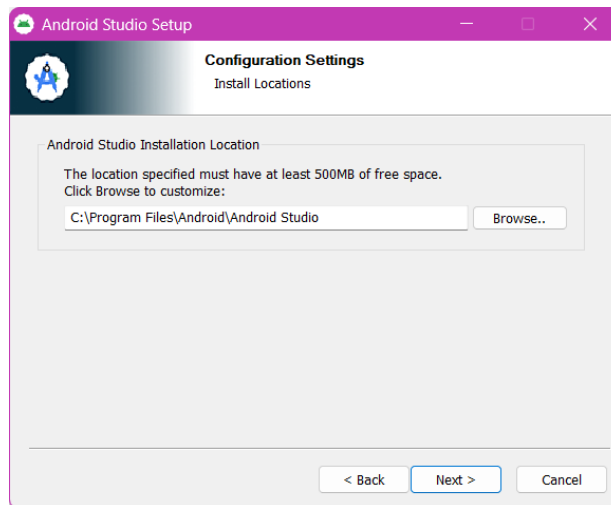 Android Studio Setup
Configuration Settings
Install Locations
Android Studio Installation Location
The location specified must have at least 500MB of free space.
Click Browse to customize:
C:\Program Files\Android\Android Studio
Browse..
< Back
Next >
Cancel